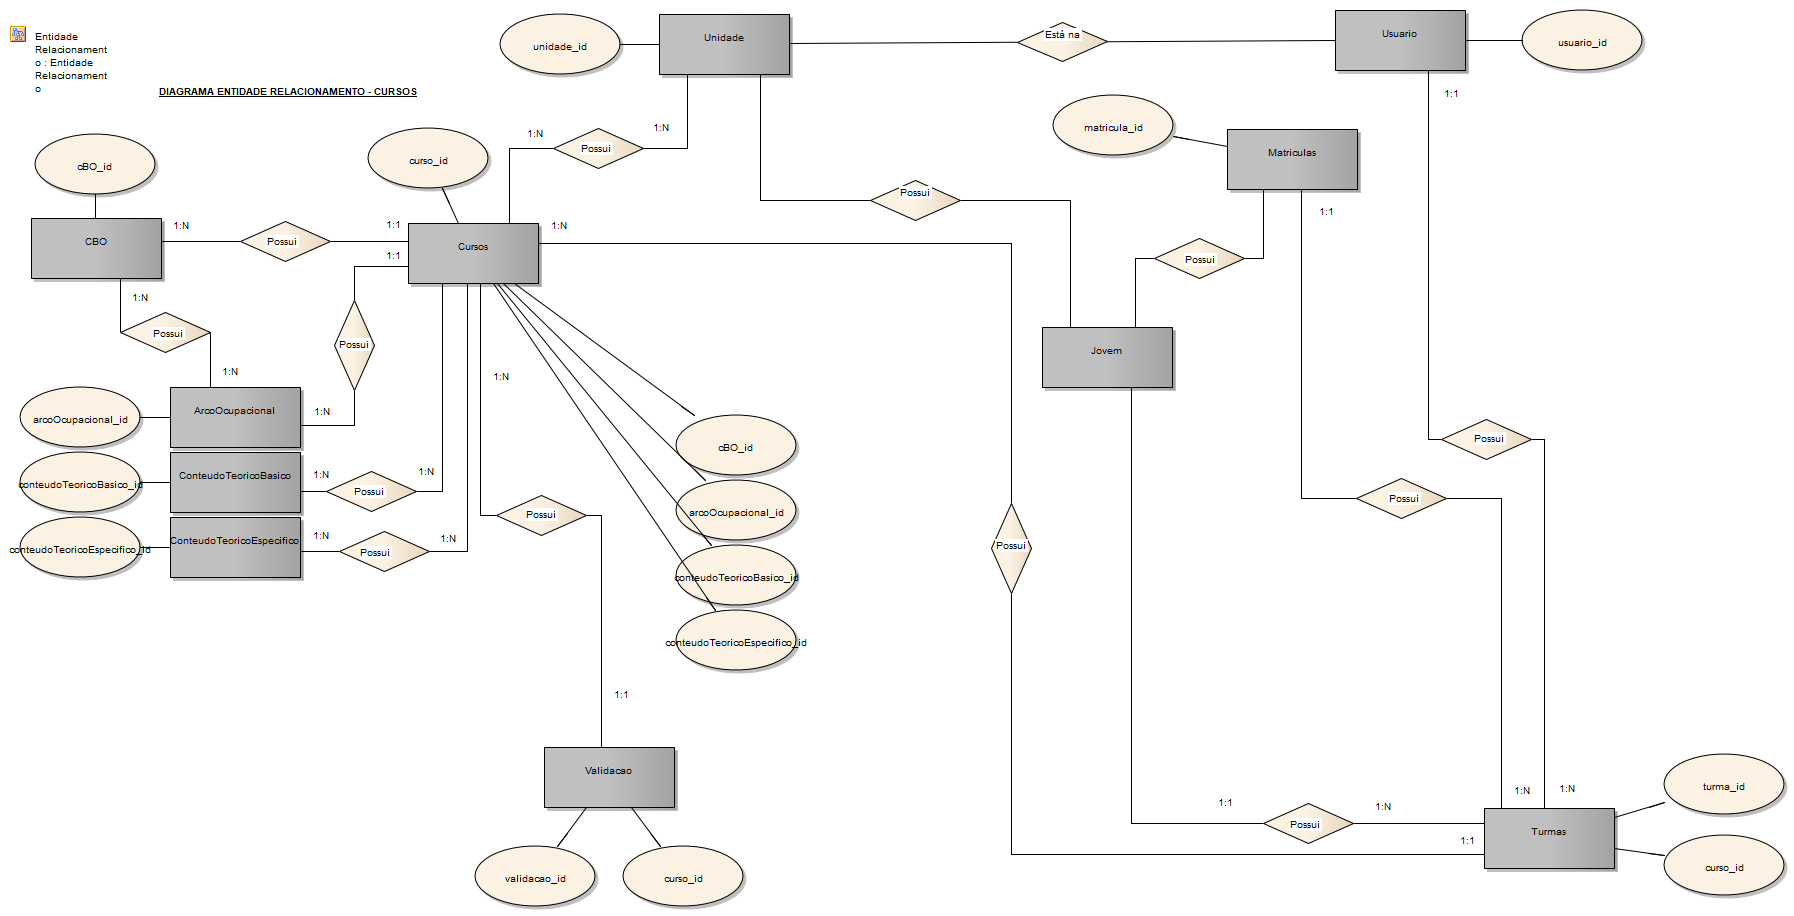 Entidade
Relacionament
o : Entidade
Relacionament
o
DIAGRAMA ENTIDADE RELACIONAMENTO - CURSOS
unidade_id
Unidade
Está na
Usuario
usuario_id
1:1
matricula_id
Matriculas
1:1
cBO_id
curso_id
1:N
Possui
1:N
Possui
CBO
1:N
Possui
1:1
1:1
Cursos
1:N
Possui
1:N
Possui
1:N
Possui
Jovem
arcoOcupacional_id
ArcoOcupacional
1:N
1:N
conteudoTeoricoBasico_id
ConteudoTeoricoBasico
1:N
Possui
1:N
conteudoTeoricoEspecifico_id
ConteudoTeoricoEspecifico
1:N
Possui
1:N
Possui
cBO_id
arcoOcupacional_id
conteudoTeoricoBasico_id
conteudoTeoricoEspecifico_id
Possui
Possui
Possui
1:1
Validacao
validacao_id
curso_id
1:1
Possui
1:N
1:N
1:N
1:1
Turmas
turma_id
curso_id